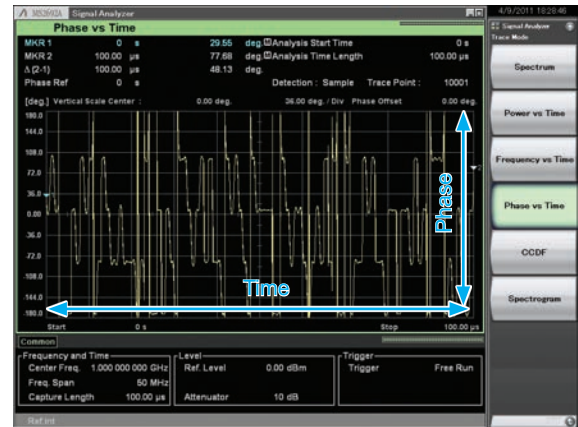 MS2692A Signal Analyzer
4/9/2011 18:28:46
Phase vs Time
MKR 1 0 s 29.55 deg. Analysis Start Time 0 s
MKR 2 100.00 µs 77.68 deg. Analysis Time Length 100.00 µs
Δ (2-1) 100.00 µs 48.13 deg.
Phase Ref 0 s Detection : Sample Trace Point : 10001
[deg.] Vertical Scale Center : 0.00 deg. 36.00 deg. / Div Phase Offset 0.00 deg.
180.0
144.0
108.0
72.0
36.0
0.00
-36.0
-72.0
-108.0
-144.0
-180.0
2
Phase
Time
Start 0 s Stop 100.00 µs
Common
Frequency and Time
Center Freq. 1.000 000 000 GHz
Freq. Span 50 MHz
Capture Length 100.00 µs
Level
Ref. Level 0.00 dBm
Attenuator 10 dB
Trigger
Trigger Free Run
Ref.Int
Signal Analyzer
Trace Mode
Spectrum
Power vs Time
Frequency vs Time
Phase vs Time
CCDF
Spectrogram